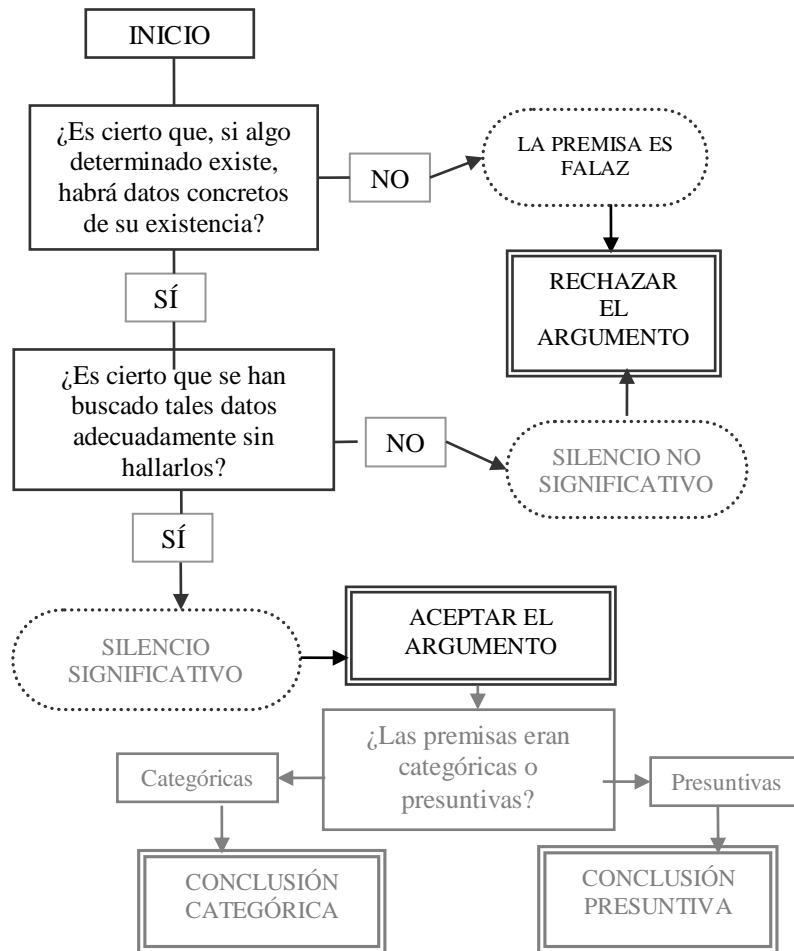 INICIO
¿Es cierto que, si algo
determinado existe,
habrá datos concretos
de su existencia?
NO
LA PREMISA ES
FALAZ
RECHAZAR
EL
ARGUMENTO
SÍ
¿Es cierto que se han
buscado tales datos
adecuadamente sin
hallarlos?
NO
SILENCIO NO
SIGNIFICATIVO
SÍ
SILENCIO
SIGNIFICATIVO
ACEPTAR EL
ARGUMENTO
¿Las premisas eran
categóricas o
presuntivas?
Categóricas
Presuntivas
CONCLUSIÓN
CATEGÓRICA
CONCLUSIÓN
PRESUNTIVA